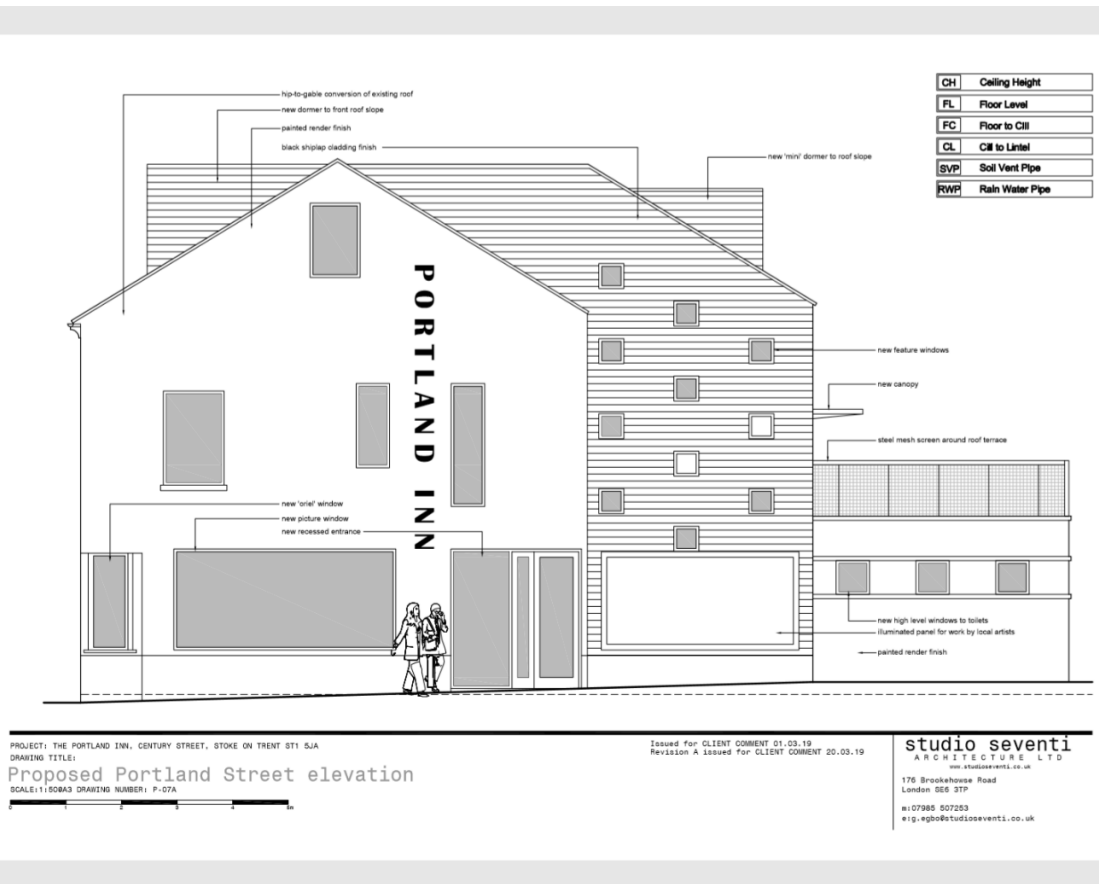 hip-to-gable conversion of existing roof
new dormer to front roof slope
painted render finish
black shiplap cladding finish
new 'mini' dormer to roof slope
CH Ceiling Height
FL Floor Level
FC Floor to Cill
CL Cill to Lintel
SVP Soil Vent Pipe
RWP Rain Water Pipe
PORTLAND INN
new feature windows
new canopy
steel mesh screen around roof terrace
new 'oriel' window
new picture window
new recessed entrance
new high level windows to toilets
illuminated panel for work by local artists
painted render finish
PROJECT: THE PORTLAND INN, CENTURY STREET, STOKE ON TRENT ST1 5JA
DRAWING TITLE:
Proposed Portland Street elevation
SCALE:1:50@A3 DRAWING NUMBER: P-07A
0 1 2 3 4 5m
Issued for CLIENT COMMENT 01.03.19
Revision A issued for CLIENT COMMENT 20.03.19
studio seventi
ARCHITECTURE LTD
www.studioseventi.co.uk
176 Brookehowse Road
London SE6 3TP
m:07985 507253
e:g.egbo@studioseventi.co.uk